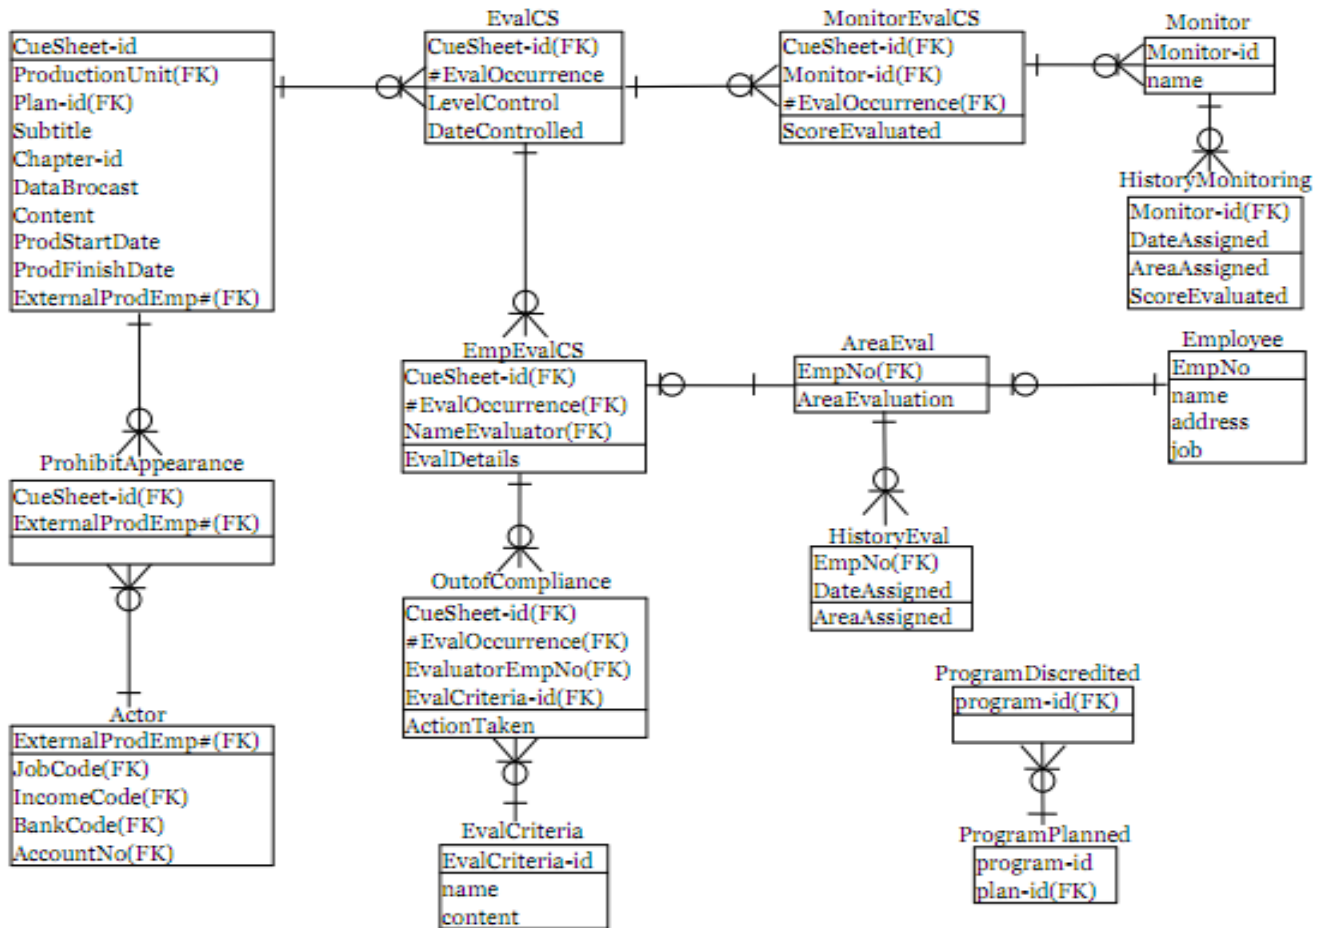 CueSheet-id
ProductionUnit(FK)
Plan-id(FK)
Subtitle
Chapter-id
DataBrocast
Content
ProdStartDate
ProdFinishDate
ExternalProdEmp#(FK)
EvalCS
CueSheet-id(FK)
#EvalOccurrence
LevelControl
DateControlled
MonitorEvalCS
CueSheet-id(FK)
Monitor-id(FK)
#EvalOccurrence(FK)
ScoreEvaluated
Monitor
Monitor-id
name
HistoryMonitoring
Monitor-id(FK)
DateAssigned
AreaAssigned
ScoreEvaluated
EmpEvalCS
CueSheet-id(FK)
#EvalOccurrence(FK)
NameEvaluator(FK)
EvalDetails
AreaEval
EmpNo(FK)
AreaEvaluation
Employee
EmpNo
name
address
job
ProhibitAppearance
CueSheet-id(FK)
ExternalProdEmp#(FK)
OutofCompliance
CueSheet-id(FK)
#EvalOccurrence(FK)
EvaluatorEmpNo(FK)
EvalCriteria-id(FK)
ActionTaken
HistoryEval
EmpNo(FK)
DateAssigned
AreaAssigned
ProgramDiscredited
program-id(FK)
Actor
ExternalProdEmp#(FK)
JobCode(FK)
IncomeCode(FK)
BankCode(FK)
AccountNo(FK)
EvalCriteria
EvalCriteria-id
name
content
ProgramPlanned
program-id
plan-id(FK)